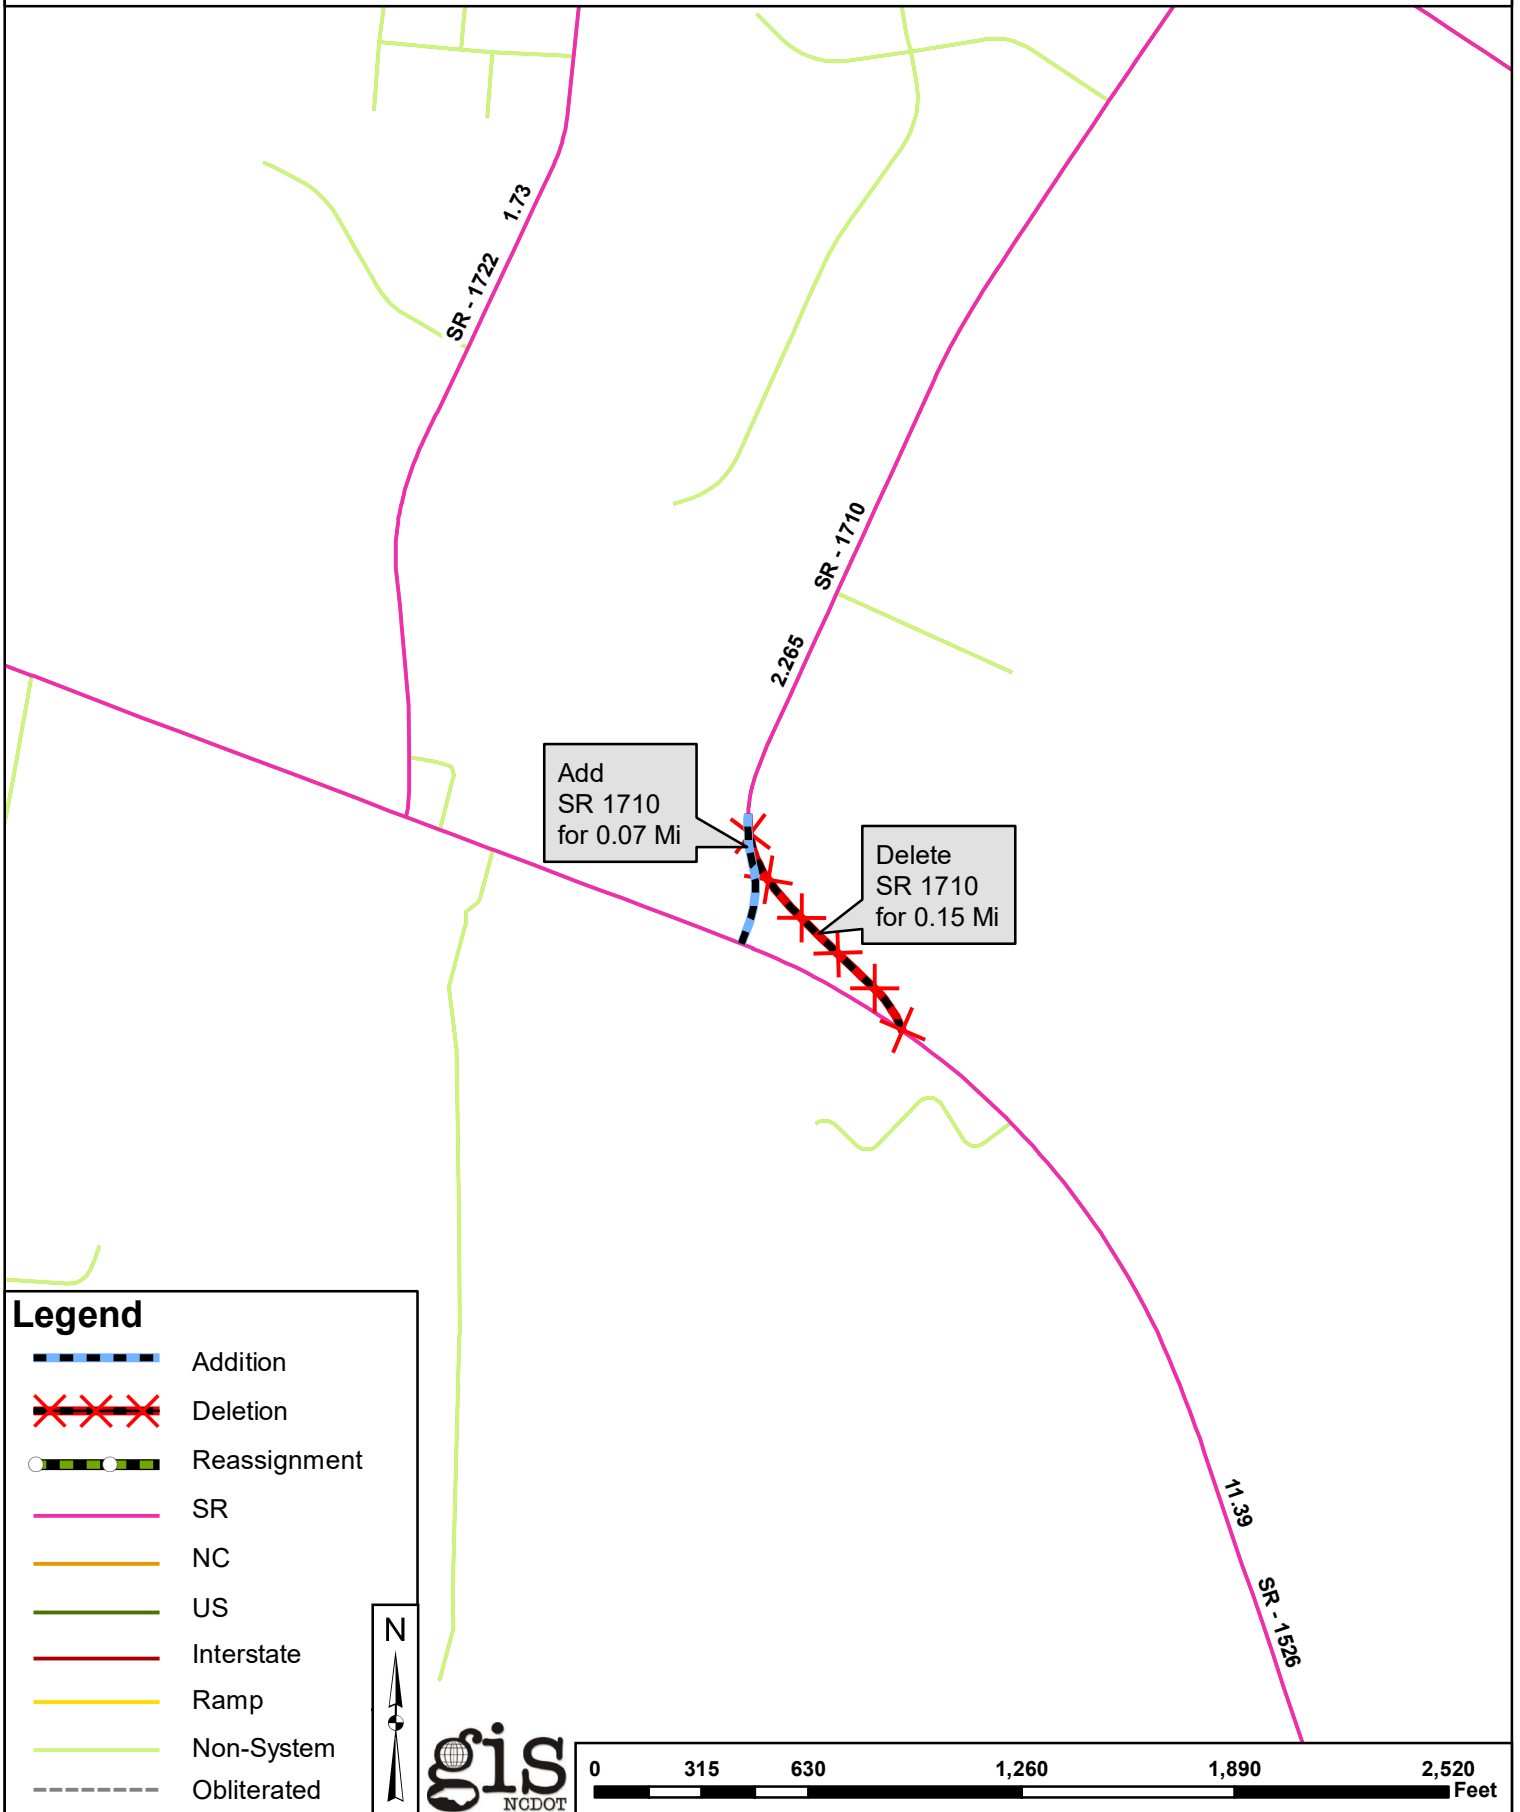 1.73
SR - 1722
SR - 1710
2.265
Add
SR 1710
for 0.07 Mi
Delete
SR 1710
for 0.15 Mi
11.39
SR - 1526
Legend
Addition
Deletion
Reassignment
SR
NC
US
Interstate
Ramp
Non-System
Obliterated
N
gis
NCDOT
0 315 630 1,260 1,890 2,520
Feet